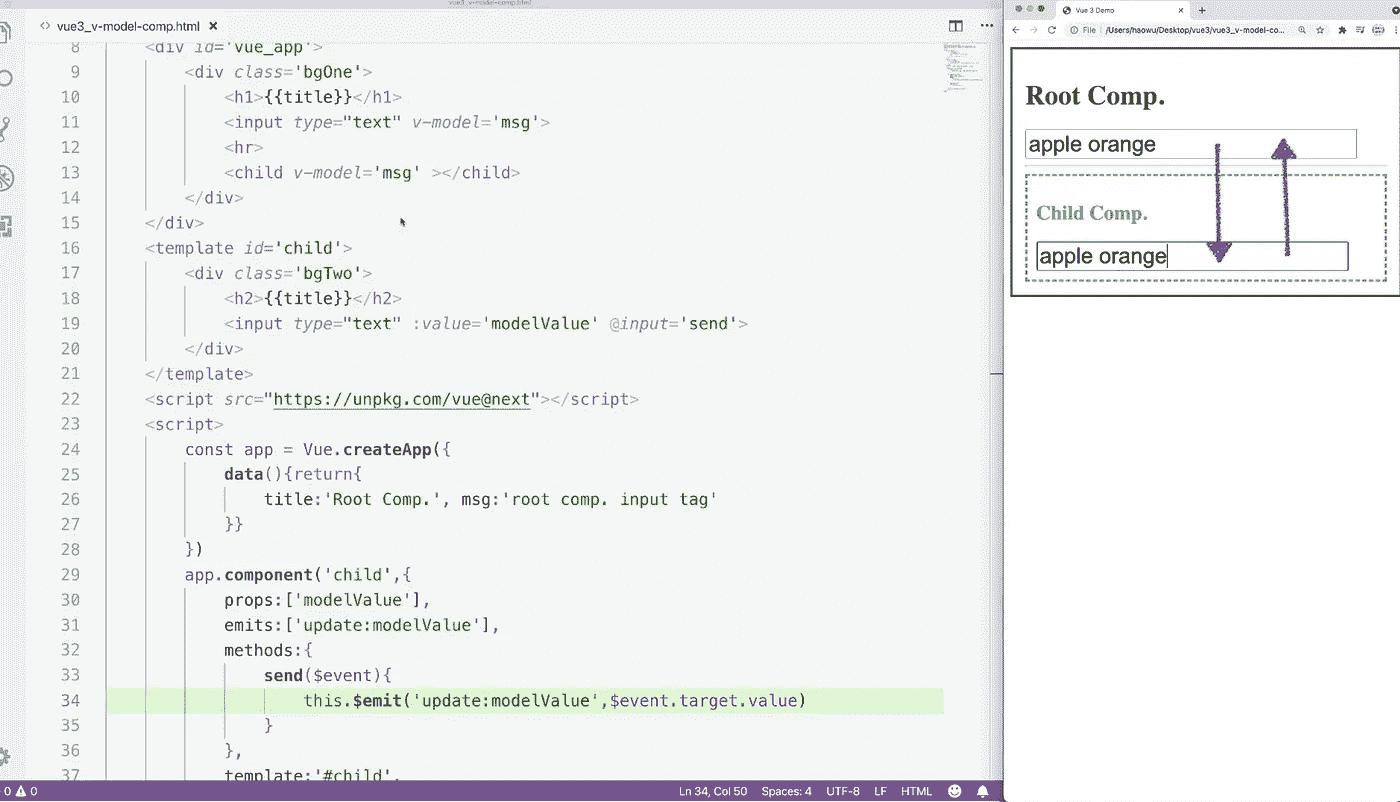 vue3_v-model-comp.html
<> vue3_v-model-comp.html ×
8 <div id='vue_app'>
9 <div class='bgOne'>
10 <h1>{{title}}</h1>
11 <input type="text" v-model='msg'>
12 <hr>
13 <child v-model='msg' ></child>
14 </div>
15 </div>
16 <template id='child'>
17 <div class='bgTwo'>
18 <h2>{{title}}</h2>
19 <input type="text" :value='modelValue' @input='send'>
20 </div>
21 </template>
22 <script src="https://unpkg.com/vue@next"></script>
23 <script>
24 const app = Vue.createApp({
25 data(){return{
26 title:'Root Comp.', msg:'root comp. input tag'
27 }}
28 })
29 app.component('child',{
30 props:['modelValue'],
31 emits:['update:modelValue'],
32 methods:{
33 send($event){
34 this.$emit('update:modelValue',$event.target.value)
35 }
36 },
37 template:'#child',
0 0
Ln 34, Col 50 Spaces: 4 UTF-8 LF HTML
Vue 3 Demo × +
File | /Users/haowu/Desktop/vue3/vue3_v-model-co...
Root Comp.
apple orange
Child Comp.
apple orange